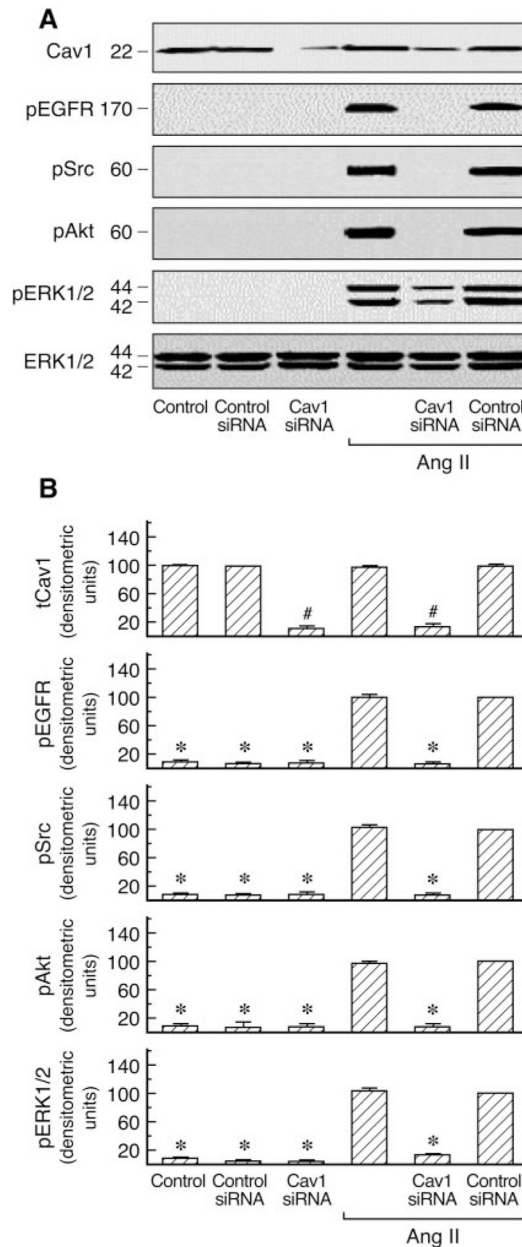 A
Cav1 22
pEGFR 170
pSrc 60
pAkt 60
pERK1/2 44
42
ERK1/2 44
42
Control Control siRNA Cav1 siRNA Cav1 siRNA Control siRNA
Ang II
B
tCav1 (densitometric units)
140
100
60
20
# #
pEGFR (densitometric units)
140
100
60
20
* * * *
pSrc (densitometric units)
140
100
60
20
* * * *
pAkt (densitometric units)
140
100
60
20
* * * *
pERK1/2 (densitometric units)
140
100
60
20
* * * *
Control Control siRNA Cav1 siRNA Cav1 siRNA Control siRNA
Ang II